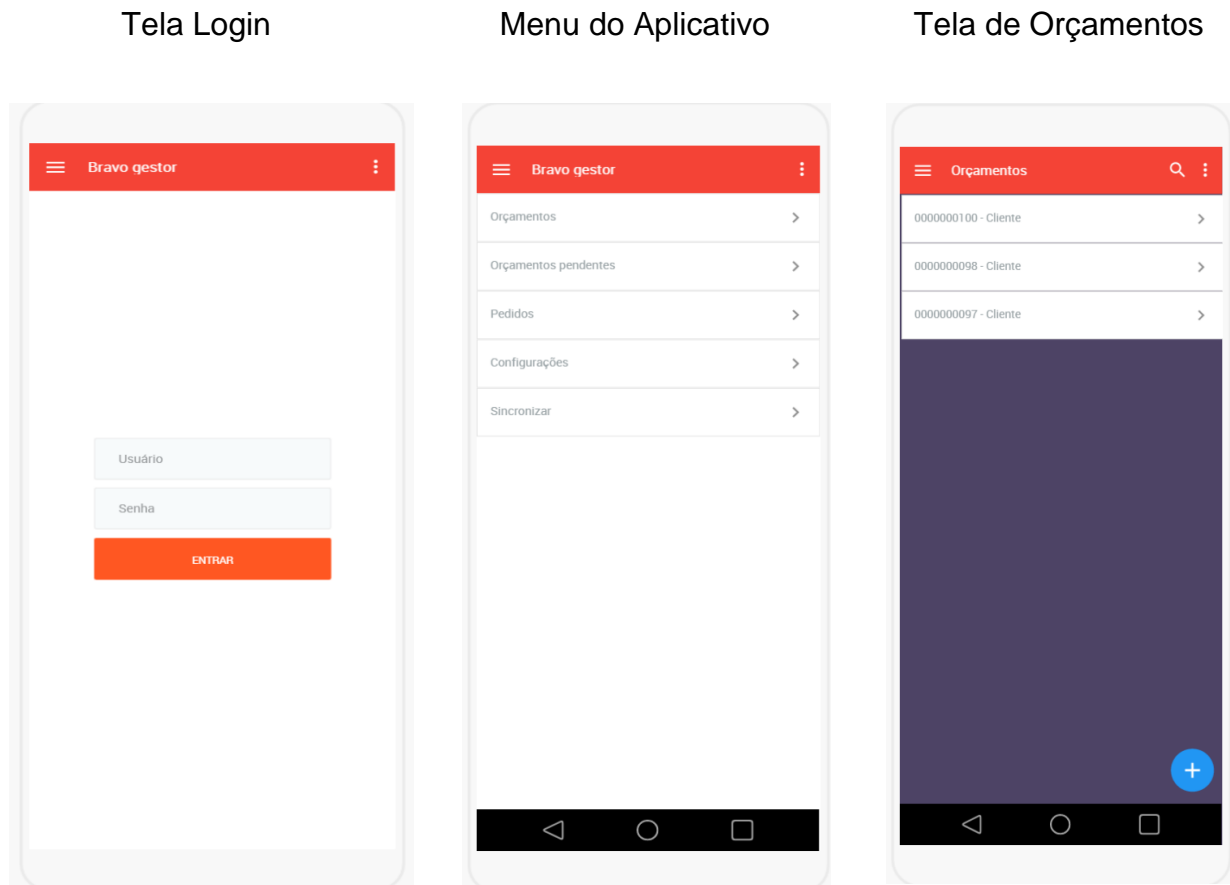 Tela Login
Menu do Aplicativo
Tela de Orçamentos
Bravo gestor
Usuário
Senha
ENTRAR
Bravo gestor
Orçamentos
Orçamentos pendentes
Pedidos
Configurações
Sincronizar
Orçamentos
0000000100 - Cliente
0000000098 - Cliente
0000000097 - Cliente